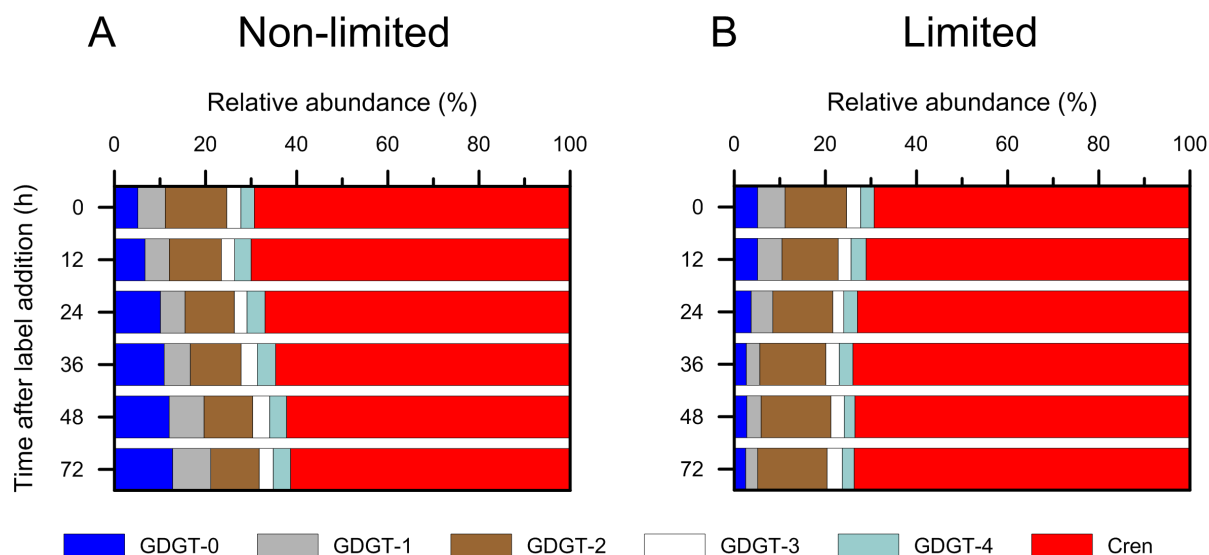 A Non-limited
B Limited
Relative abundance (%)
Relative abundance (%)
0 20 40 60 80 100
0 20 40 60 80 100
Time after label addition (h)
0
12
24
36
48
72
0
12
24
36
48
72
GDGT-0 GDGT-1 GDGT-2 GDGT-3 GDGT-4 Cren